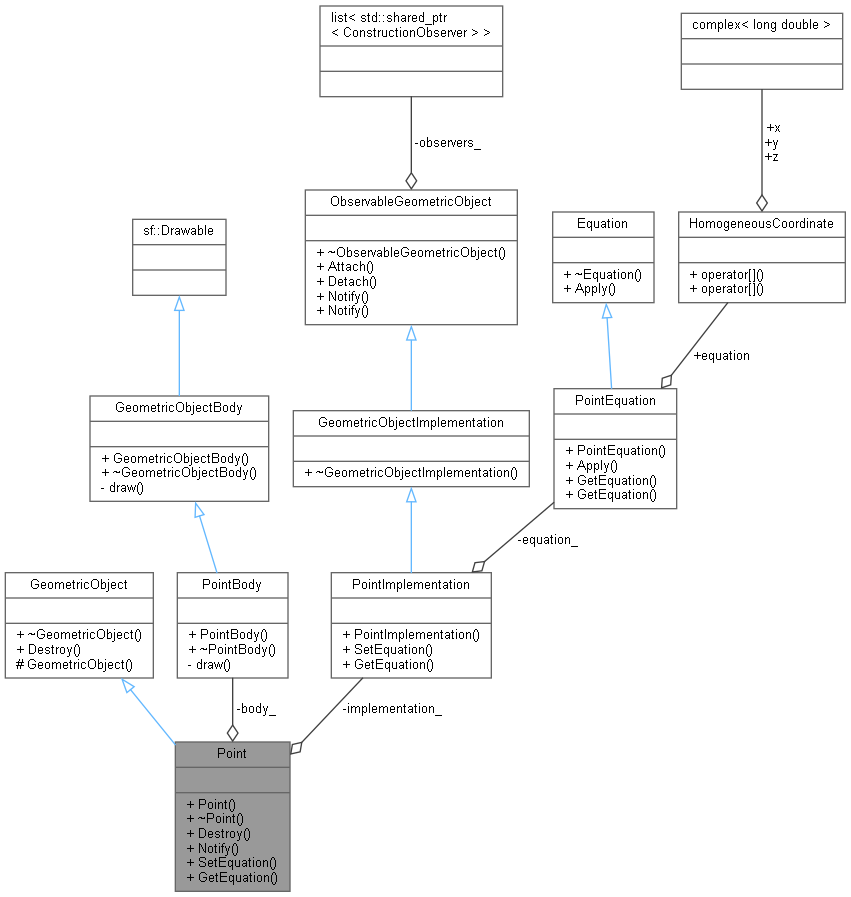 list< std::shared_ptr
< ConstructionObserver > >
complex< long double >
-observers_
+x
+y
+z
ObservableGeometricObject
+ ~ObservableGeometricObject()
+ Attach()
+ Detach()
+ Notify()
+ Notify()
sf::Drawable
Equation
+ ~Equation()
+ Apply()
HomogeneousCoordinate
+ operator[]()
+ operator[]()
+equation
GeometricObjectBody
+ GeometricObjectBody()
+ ~GeometricObjectBody()
- draw()
GeometricObjectImplementation
+ ~GeometricObjectImplementation()
PointEquation
+ PointEquation()
+ Apply()
+ GetEquation()
+ GetEquation()
-equation_
GeometricObject
+ ~GeometricObject()
+ Destroy()
# GeometricObject()
PointBody
+ PointBody()
+ ~PointBody()
- draw()
PointImplementation
+ PointImplementation()
+ SetEquation()
+ GetEquation()
-body_
-implementation_
Point
+ Point()
+ ~Point()
+ Destroy()
+ Notify()
+ SetEquation()
+ GetEquation()